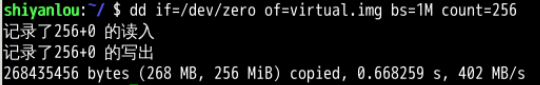 shiyanlou:~/ $ dd if=/dev/zero of=virtual.img bs=1M count=256
记录了256+0 的读入
记录了256+0 的写出
268435456 bytes (268 MB, 256 MiB) copied, 0.668259 s, 402 MB/s